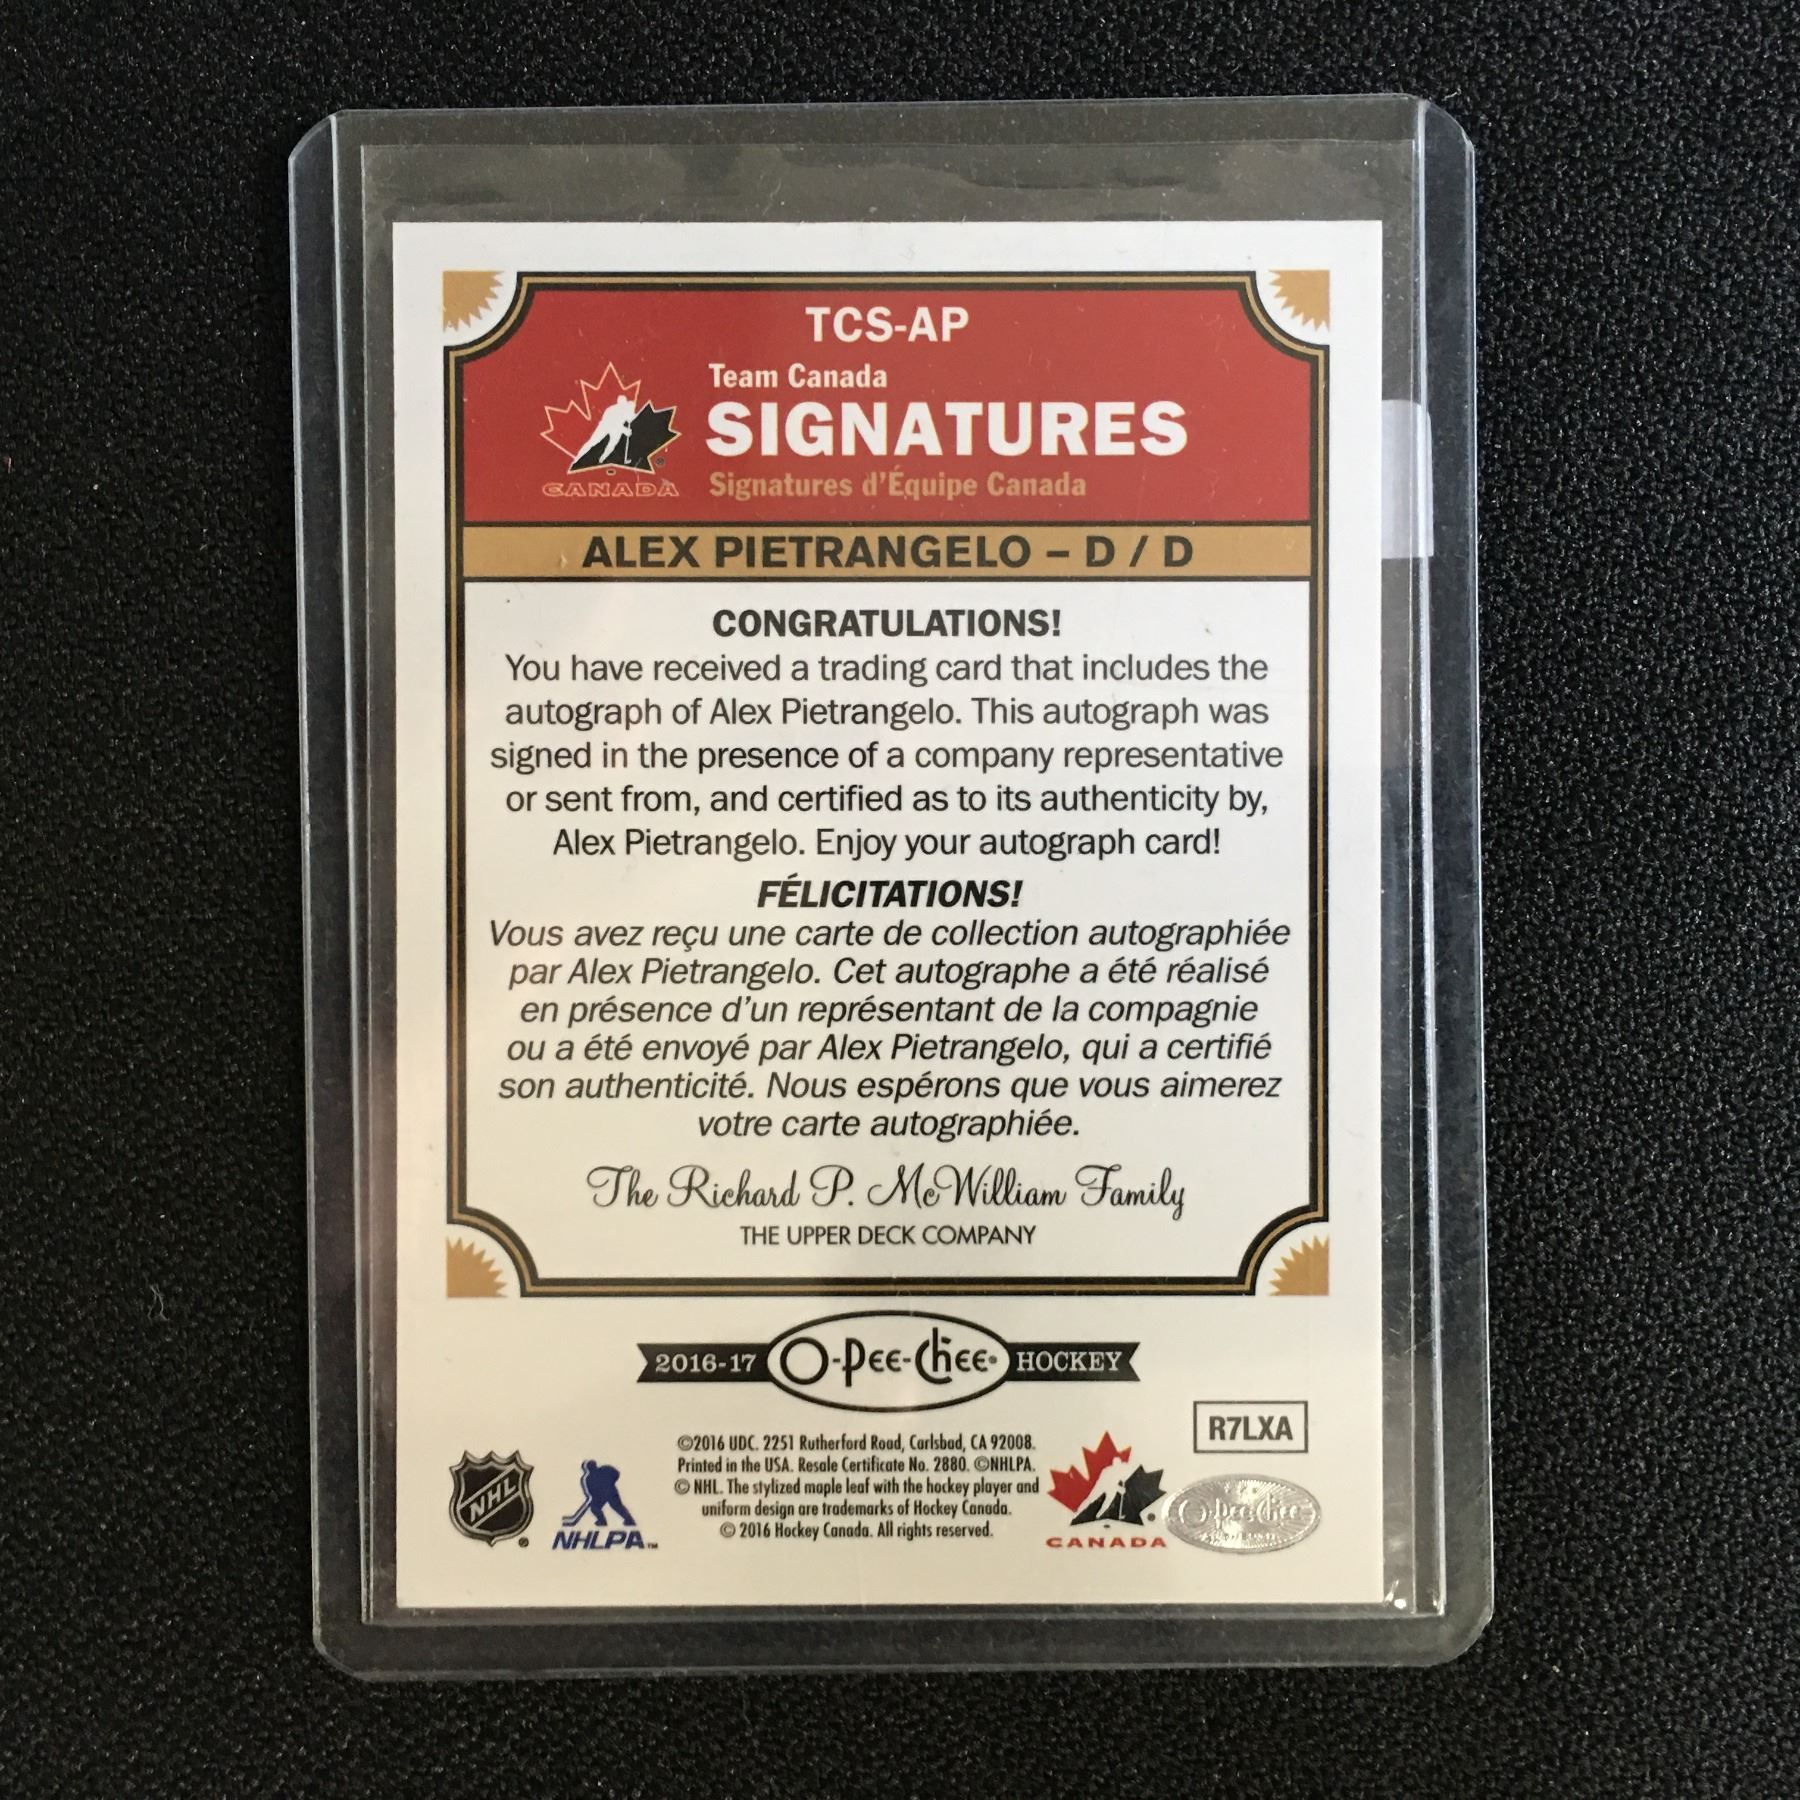 TCS-AP
Team Canada
SIGNATURES
Signatures d'Équipe Canada
CANADA
ALEX PIETRANGELO – D / D
CONGRATULATIONS!
You have received a trading card that includes the
autograph of Alex Pietrangelo. This autograph was
signed in the presence of a company representative
or sent from, and certified as to its authenticity by,
Alex Pietrangelo. Enjoy your autograph card!
FÉLICITATIONS!
Vous avez reçu une carte de collection autographiée
par Alex Pietrangelo. Cet autographe a été réalisé
en présence d'un représentant de la compagnie
ou a été envoyé par Alex Pietrangelo, qui a certifié
son authenticité. Nous espérons que vous aimerez
votre carte autographiée.
The Richard P. McWilliam Family
THE UPPER DECK COMPANY
2016-17 O-Pee-Chee HOCKEY
R7LXA
©2016 UDC. 2251 Rutherford Road, Carlsbad, CA 92008.
Printed in the USA. Resale Certificate No. 2880. ©NHLPA.
© NHL. The stylized maple leaf with the hockey player and
uniform design are trademarks of Hockey Canada.
© 2016 Hockey Canada. All rights reserved.
NHL
®
NHLPA™
CANADA
O-Pee-Chee